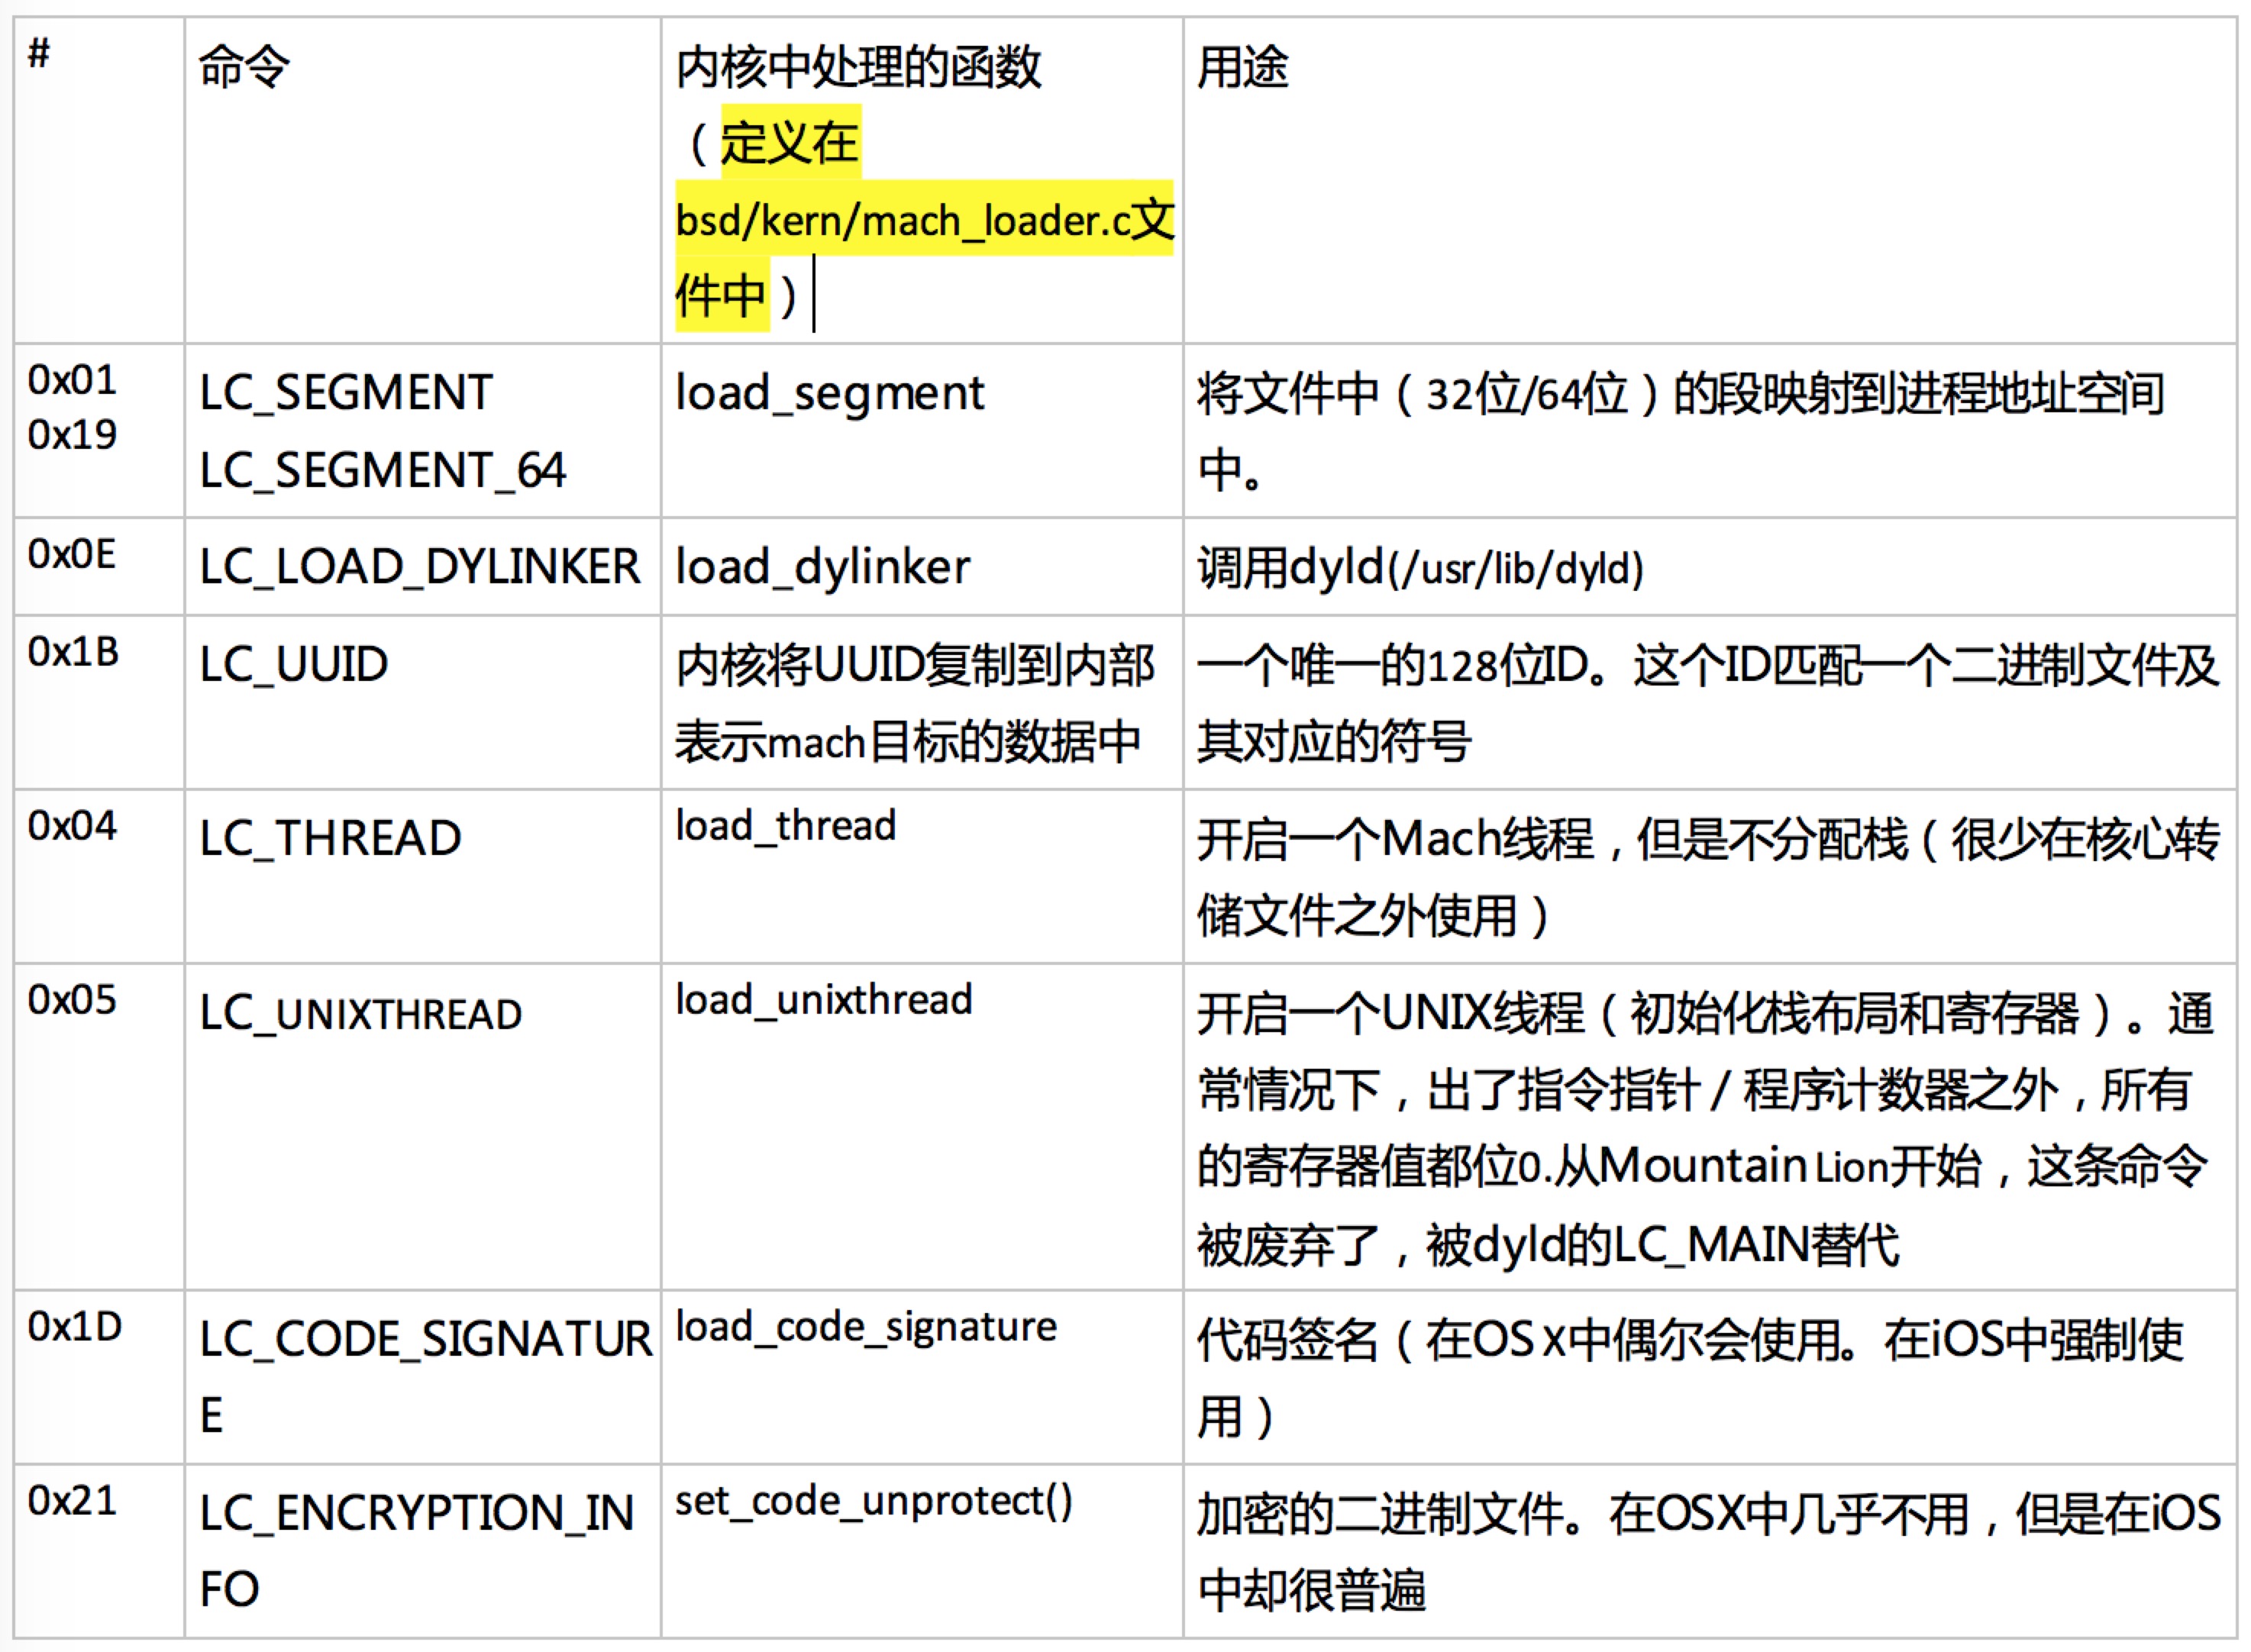 #
命令
内核中处理的函数
（定义在
bsd/kern/mach_loader.c文
件中）
用途
0x01
0x19
LC_SEGMENT
LC_SEGMENT_64
load_segment
将文件中（32位/64位）的段映射到进程地址空间
中。
0x0E
LC_LOAD_DYLINKER
load_dylinker
调用dyld(/usr/lib/dyld)
0x1B
LC_UUID
内核将UUID复制到内部
表示mach目标的数据中
一个唯一的128位ID。这个ID匹配一个二进制文件及
其对应的符号
0x04
LC_THREAD
load_thread
开启一个Mach线程，但是不分配栈（很少在核心转
储文件之外使用）
0x05
LC_UNIXTHREAD
load_unixthread
开启一个UNIX线程（初始化栈布局和寄存器）。通
常情况下，出了指令指针／程序计数器之外，所有
的寄存器值都位0.从Mountain Lion开始，这条命令
被废弃了，被dyld的LC_MAIN替代
0x1D
LC_CODE_SIGNATUR
E
load_code_signature
代码签名（在OS X中偶尔会使用。在iOS中强制使
用）
0x21
LC_ENCRYPTION_IN
FO
set_code_unprotect()
加密的二进制文件。在OSX中几乎不用，但是在iOS
中却很普遍